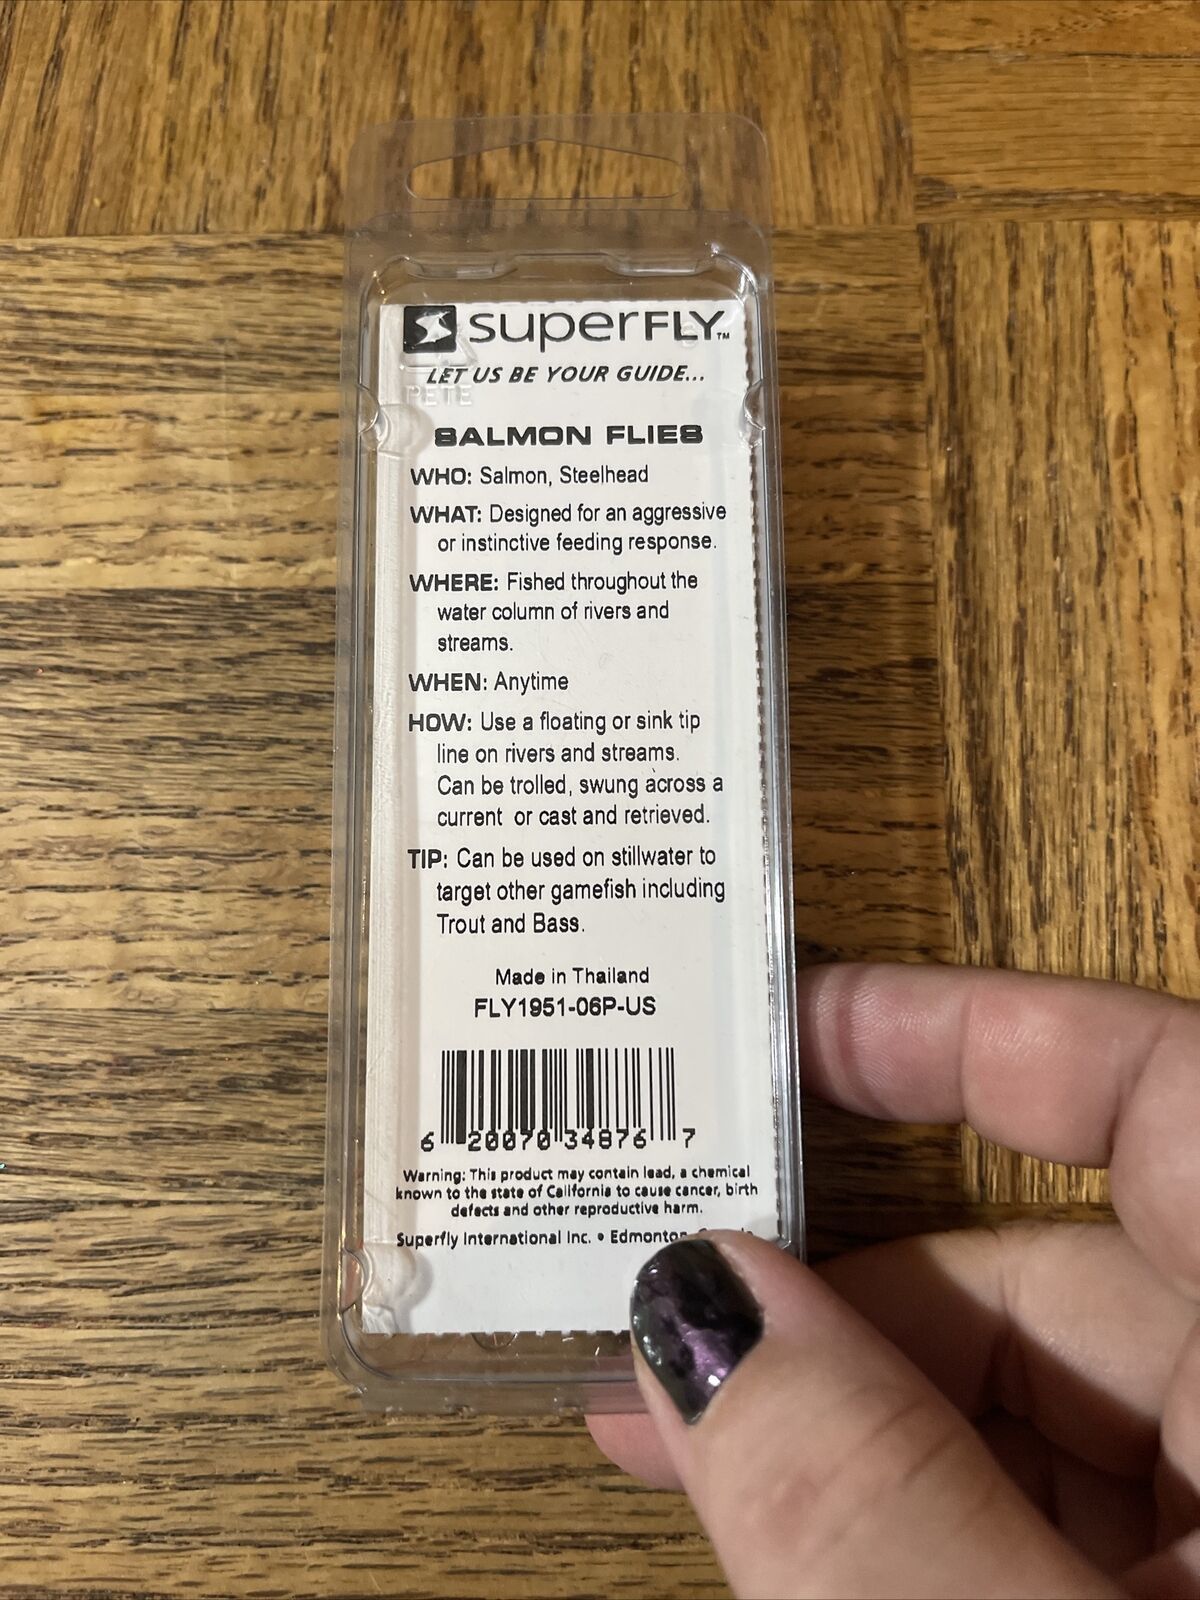 superFLY™
LET US BE YOUR GUIDE...
PETE
SALMON FLIES
WHO: Salmon, Steelhead
WHAT: Designed for an aggressive
or instinctive feeding response.
WHERE: Fished throughout the
water column of rivers and
streams.
WHEN: Anytime
HOW: Use a floating or sink tip
line on rivers and streams.
Can be trolled, swung across a
current or cast and retrieved.
TIP: Can be used on stillwater to
target other gamefish including
Trout and Bass.
Made in Thailand
FLY1951-06P-US
6 20070 34876 7
Warning: This product may contain lead, a chemical
known to the state of California to cause cancer, birth
defects and other reproductive harm.
Superfly International Inc. • Edmonton